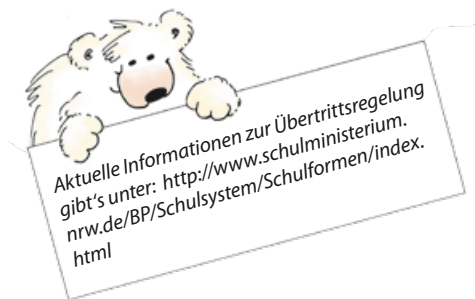 Aktuelle Informationen zur Übertrittsregelung
gibt‘s unter: http://www.schulministerium.
nrw.de/BP/Schulsystem/Schulformen/index.
html